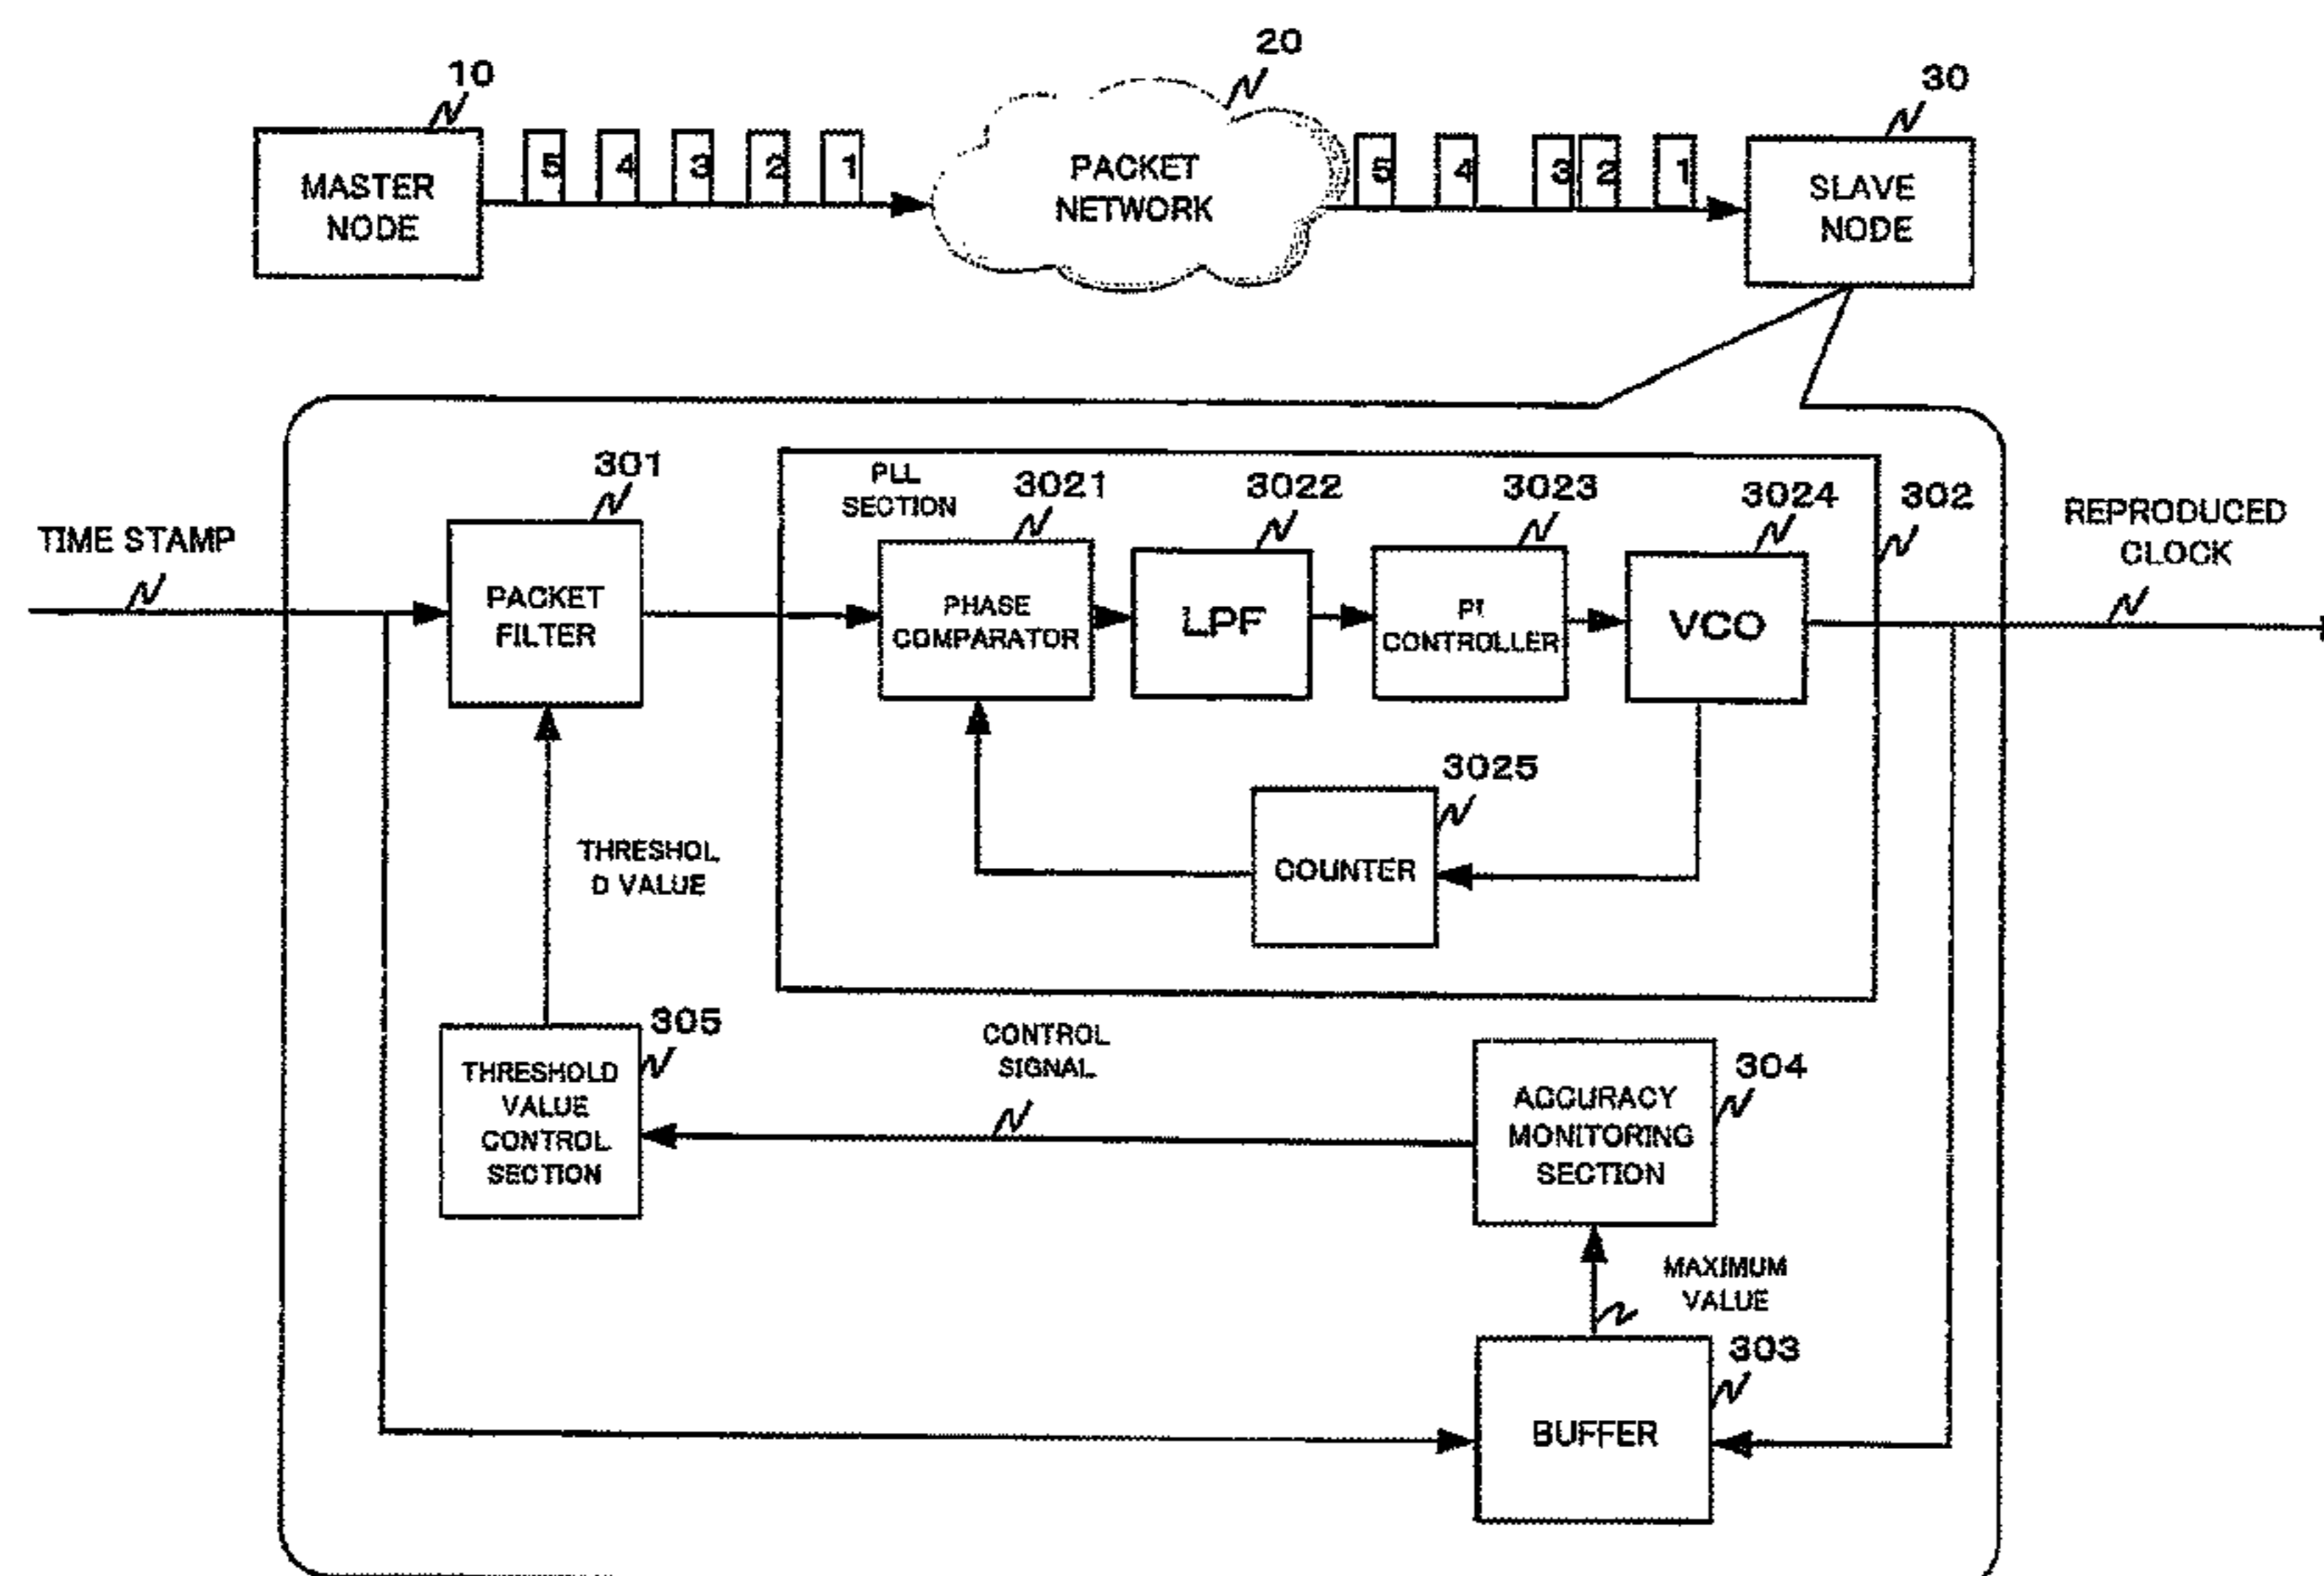 10
20
30
MASTER
NODE
5 4 3 2 1
PACKET
NETWORK
5 4 3 2 1
SLAVE
NODE
TIME STAMP
301
PACKET
FILTER
PLL
SECTION
3021
PHASE
COMPARATOR
3022
LPF
3023
PI
CONTROLLER
3024
VCO
302
REPRODUCED
CLOCK
3025
COUNTER
THRESHOL
D VALUE
305
THRESHOLD
VALUE
CONTROL
SECTION
CONTROL
SIGNAL
304
ACCURACY
MONITORING
SECTION
MAXIMUM
VALUE
303
BUFFER